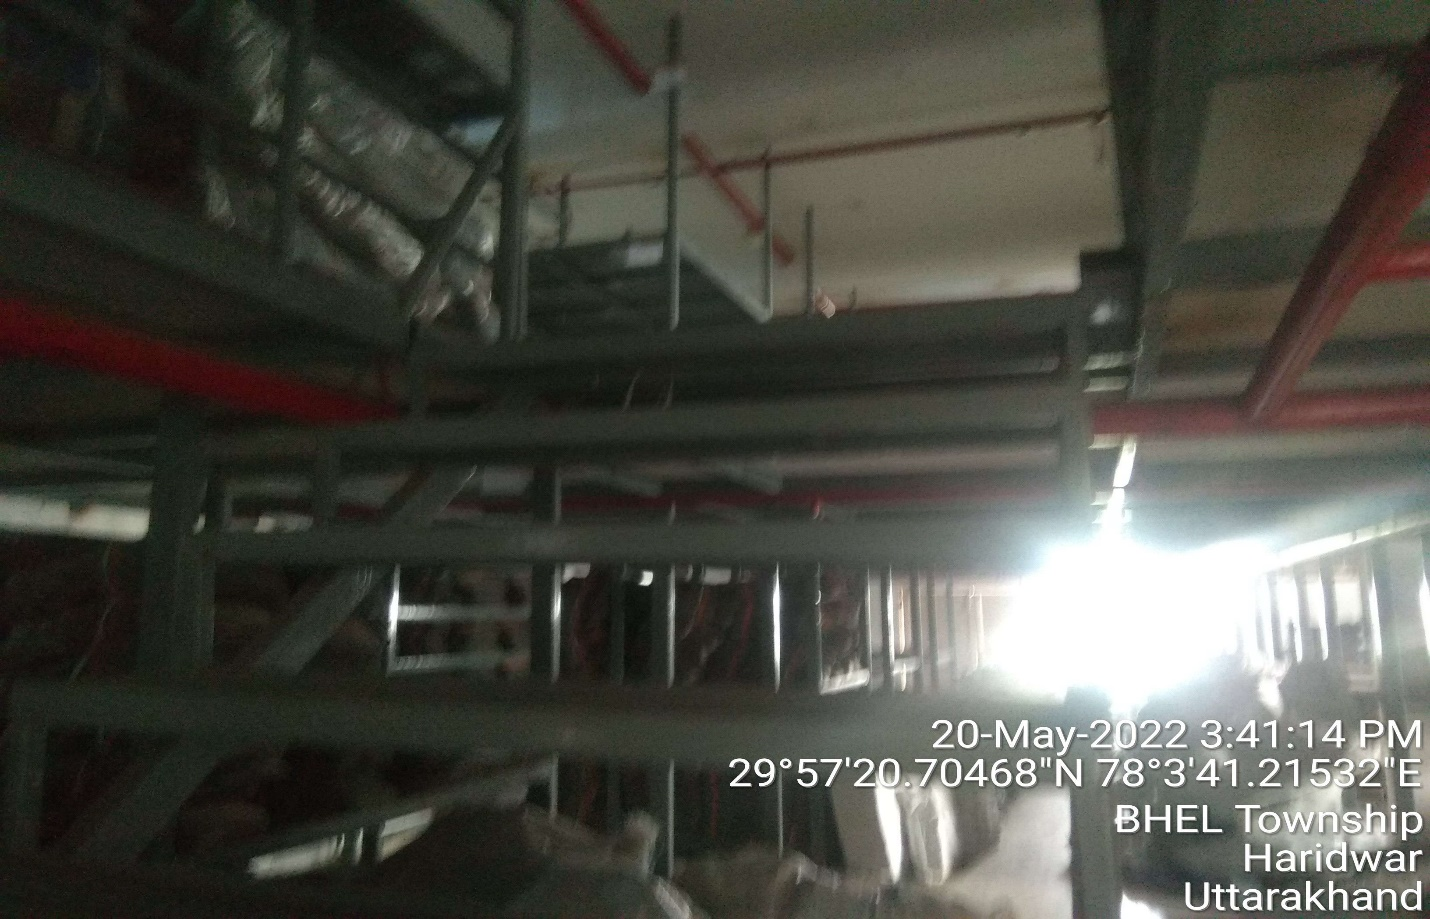 20-May-2022 3:41:14 PM
29°57'20.70468"N 78°3'41.21532"E
BHEL Township
Haridwar
Uttarakhand